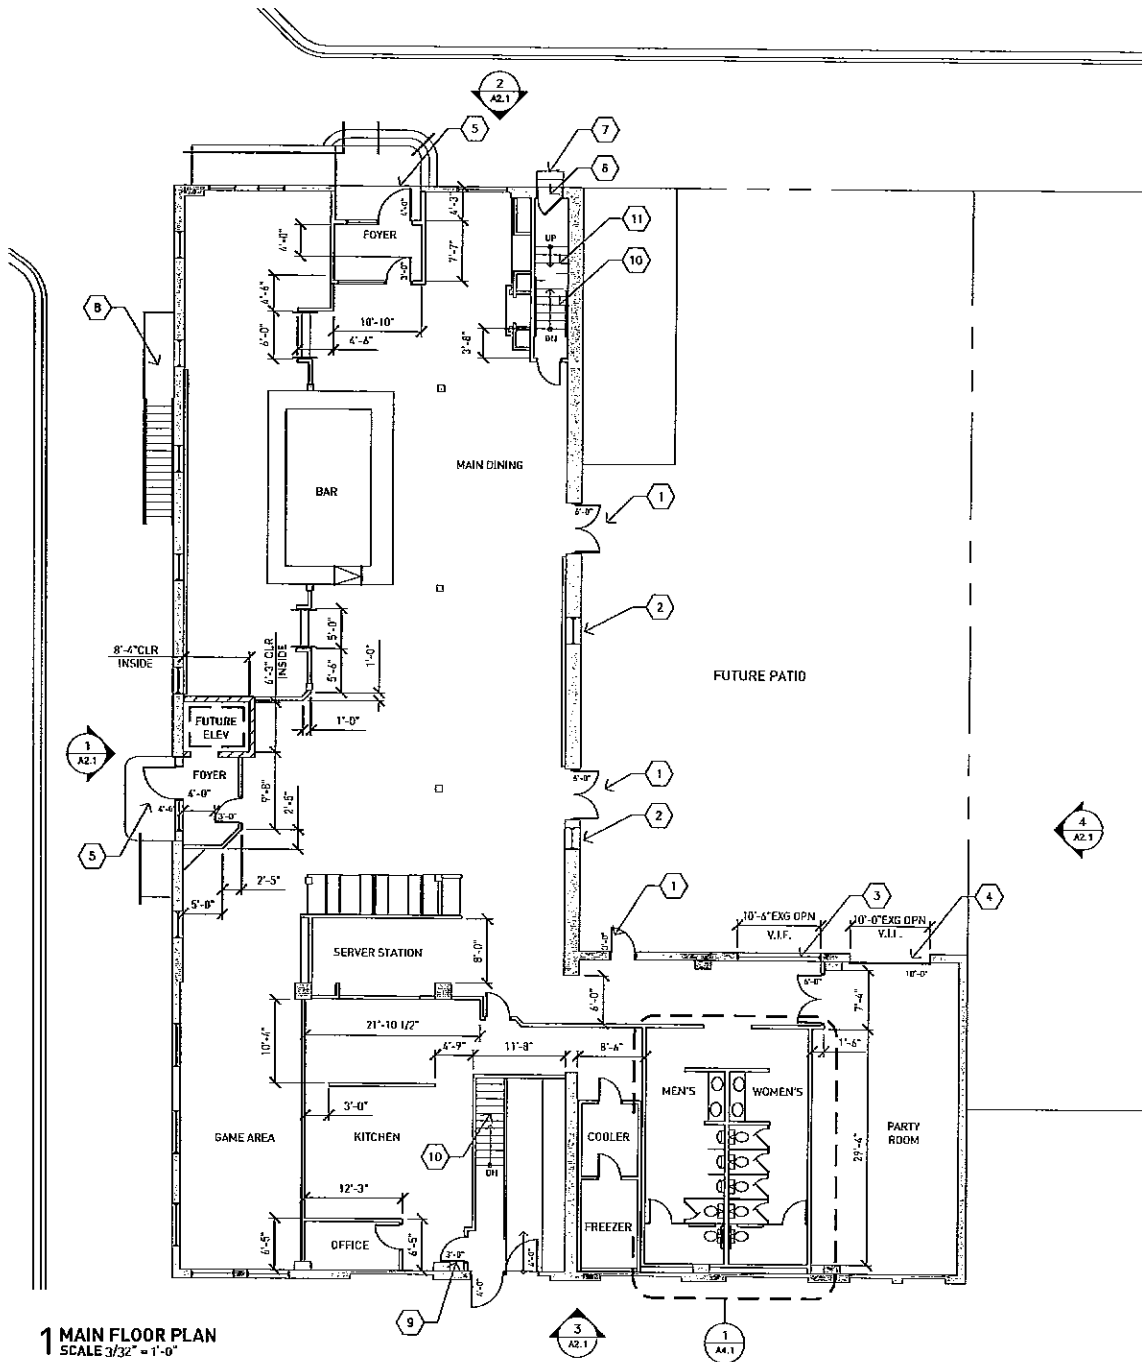 2
A2.1
5
7
6
11
10
8
FOYER
4'-0"
4'-3"
7'-7"
4'-0"
3'-0"
UP
DN
4'-6"
6'-0"
10'-10"
4'-6"
3'-8"
MAIN DINING
BAR
1
6'-0"
2
5'-0"
5'-6"
1'-0"
1'-0"
8'-4" CLR
INSIDE
6'-3" CLR
INSIDE
FUTURE PATIO
FUTURE
ELEV
1
A2.1
FOYER
4'-0"
4'-6"
3'-0"
9'-8"
2'-5"
6'-0"
1
2
5
4
A2.1
2'-5"
5'-0"
1
3
4
10'-6" EXG OPN
V.I.F.
10'-0" EXG OPN
V.I.F.
3'-0"
10'-0"
SERVER STATION
8'-0"
6'-0"
6'-0"
7'-4"
21'-10 1/2"
10'-4"
4'-9"
11'-8"
8'-6"
1'-6"
3'-0"
MEN'S
WOMEN'S
GAME AREA
KITCHEN
10
DN
COOLER
PARTY
ROOM
29'-4"
12'-3"
FREEZER
OFFICE
6'-5"
6'-5"
3'-0"
4'-0"
4'-0"
9
3
A2.1
1
A4.1
1 MAIN FLOOR PLAN
SCALE 3/32" = 1'-0"